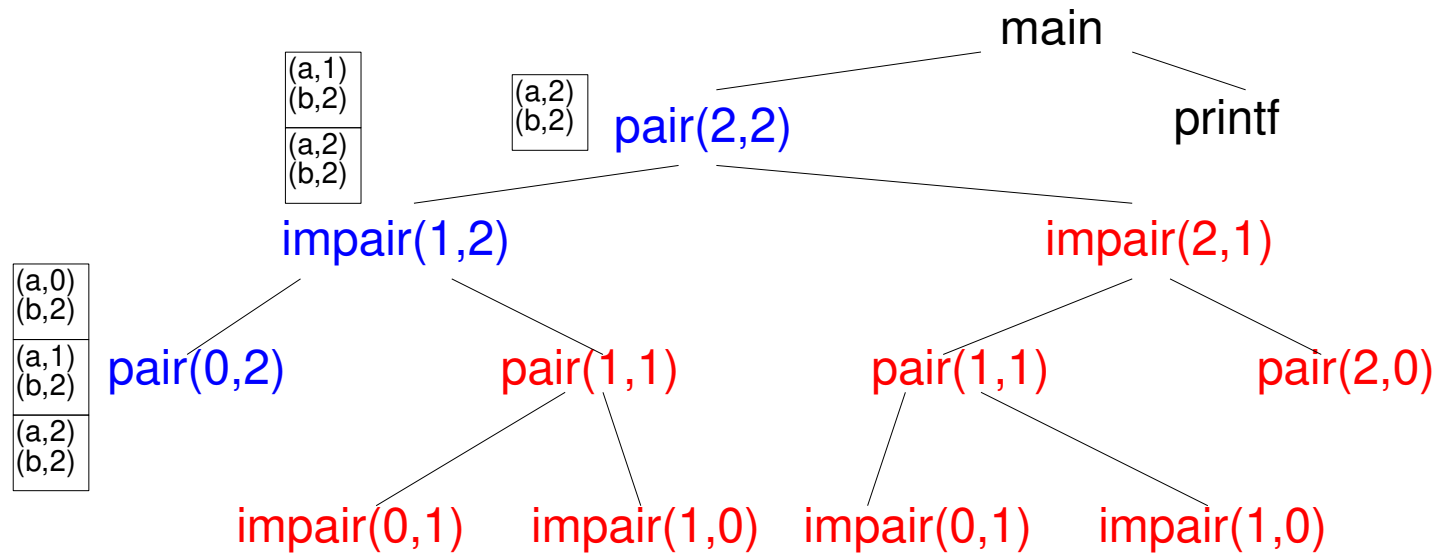 main
(a,1)
(b,2)
(a,2)
(b,2)
(a,2)
(b,2)
pair(2,2)
printf
impair(1,2)
impair(2,1)
(a,0)
(b,2)
(a,1)
(b,2)
(a,2)
(b,2)
pair(0,2)
pair(1,1)
pair(1,1)
pair(2,0)
impair(0,1)
impair(1,0)
impair(0,1)
impair(1,0)